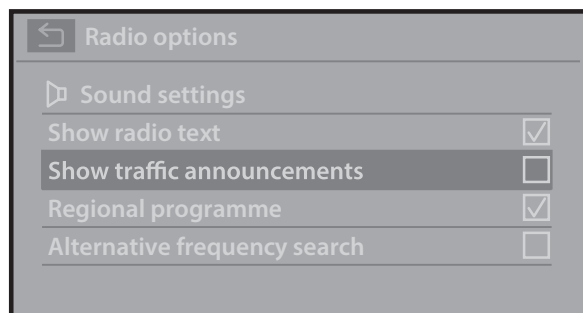 Radio options
Sound settings
Show radio text
Show traffic announcements
Regional programme
Alternative frequency search